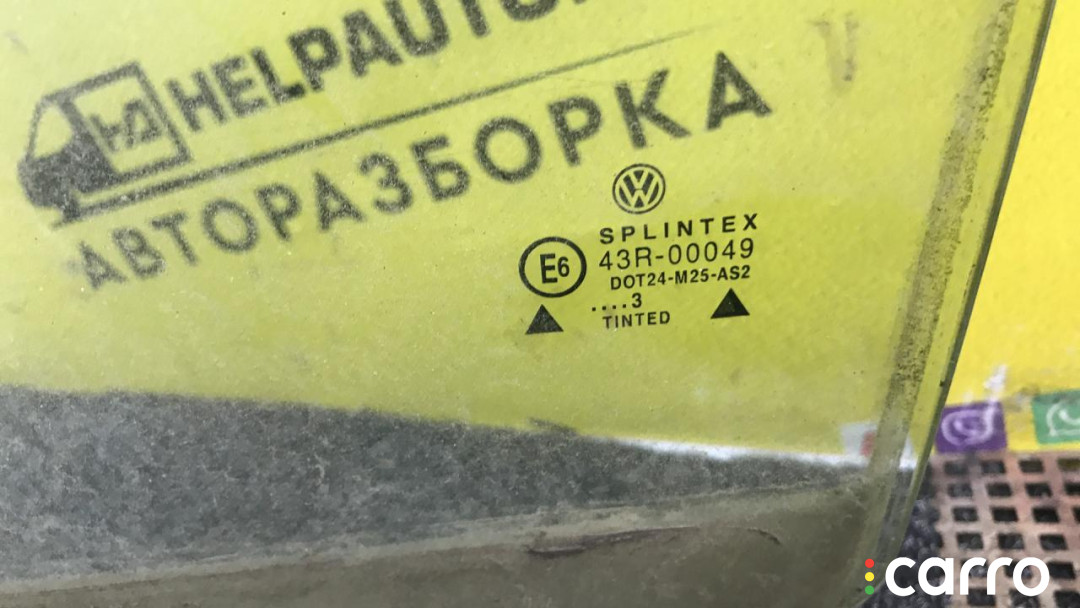 HELPAUTO
АВТОРАЗБОРКА
SPLINTEX
E6
43R-00049
DOT24-M25-AS2
....3
TINTED
carro